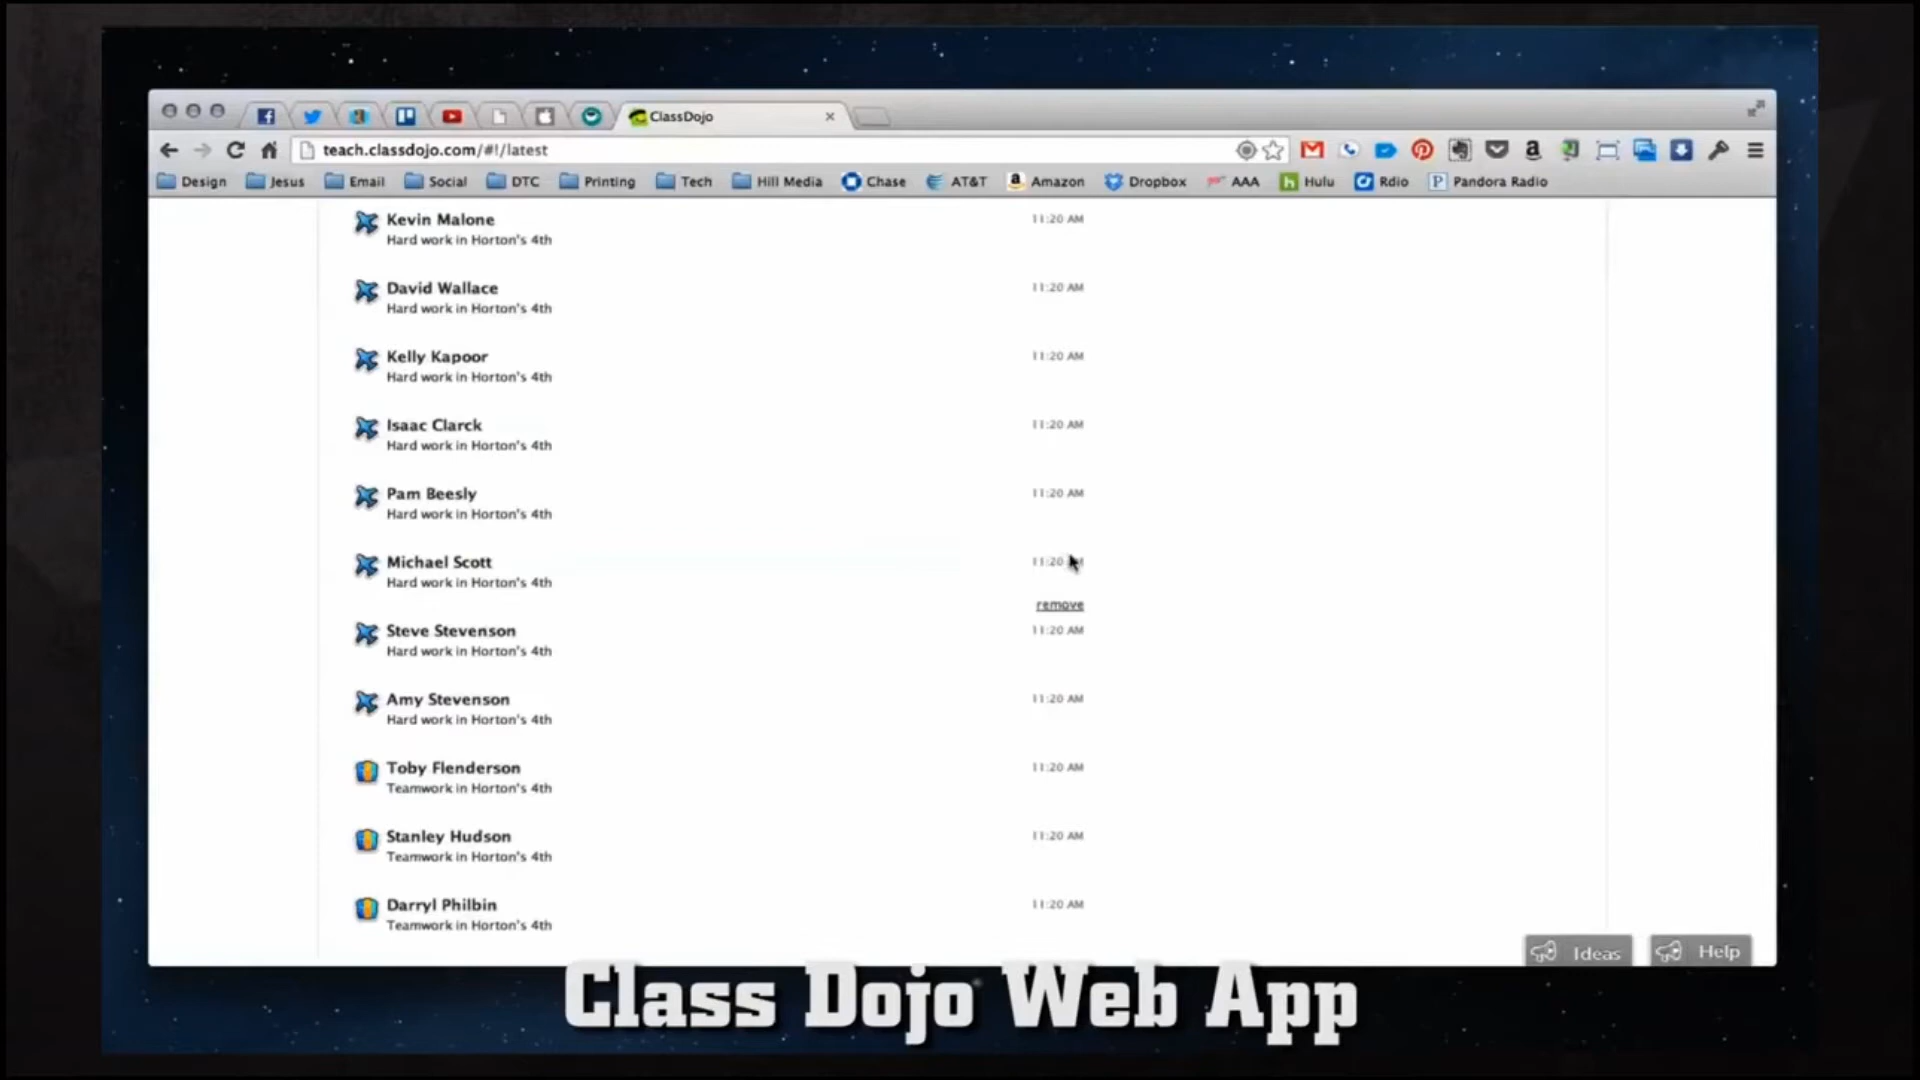 ClassDojo
teach.classdojo.com/#!/latest
Design Jesus Email Social DTC Printing Tech Hill Media Chase AT&T Amazon Dropbox AAA Hulu Rdio Pandora Radio
Kevin Malone 11:20 AM
Hard work in Horton's 4th
David Wallace 11:20 AM
Hard work in Horton's 4th
Kelly Kapoor 11:20 AM
Hard work in Horton's 4th
Isaac Clarck 11:20 AM
Hard work in Horton's 4th
Pam Beesly 11:20 AM
Hard work in Horton's 4th
Michael Scott 11:20
Hard work in Horton's 4th
remove
Steve Stevenson 11:20 AM
Hard work in Horton's 4th
Amy Stevenson 11:20 AM
Hard work in Horton's 4th
Toby Flenderson 11:20 AM
Teamwork in Horton's 4th
Stanley Hudson 11:20 AM
Teamwork in Horton's 4th
Darryl Philbin 11:20 AM
Teamwork in Horton's 4th
Ideas Help
Class Dojo Web App